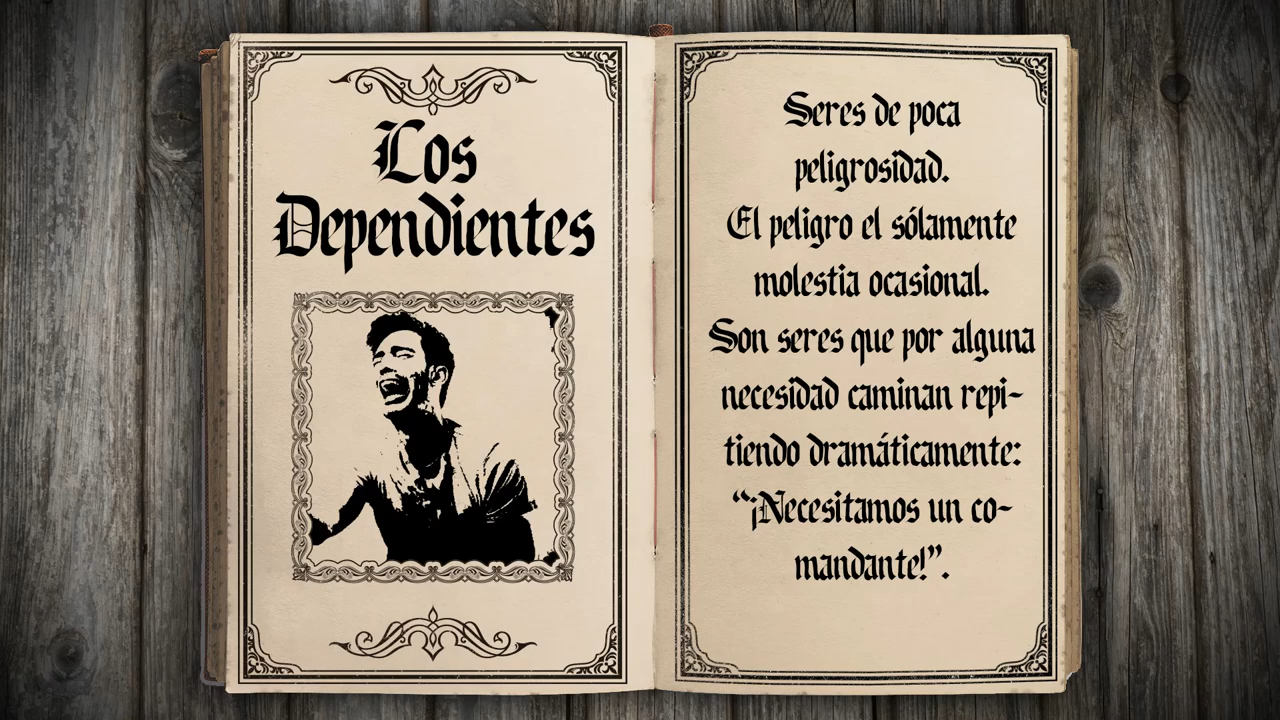 Los
Dependientes
Seres de poca
peligrosidad.
El peligro el sólamente
molestia ocasional.
Son seres que por alguna
necesidad caminan repi-
tiendo dramáticamente:
“¡Necesitamos un co-
mandante!”.